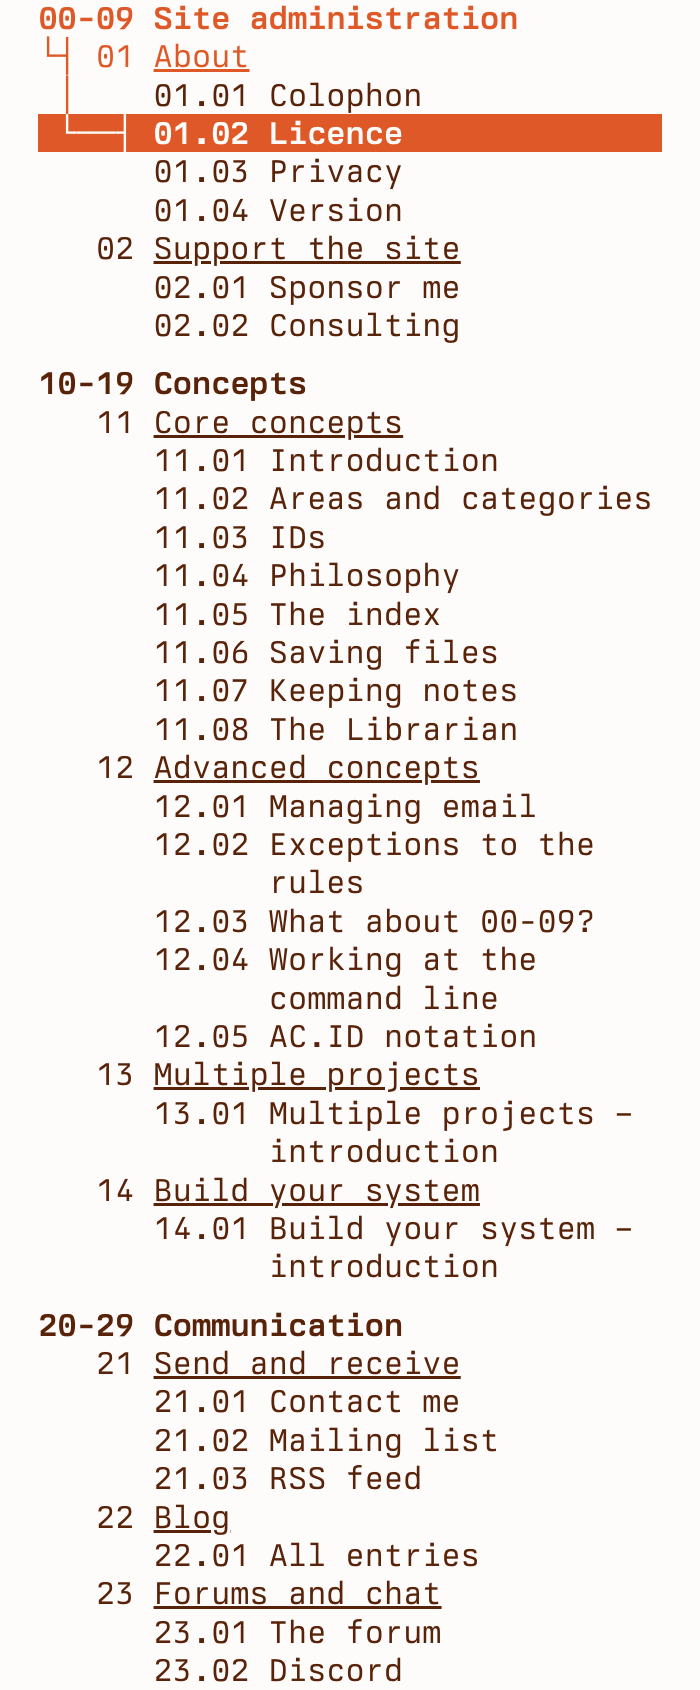 00-09 Site administration
01 About
01.01 Colophon
01.02 Licence
01.03 Privacy
01.04 Version
02 Support the site
02.01 Sponsor me
02.02 Consulting
10-19 Concepts
11 Core concepts
11.01 Introduction
11.02 Areas and categories
11.03 IDs
11.04 Philosophy
11.05 The index
11.06 Saving files
11.07 Keeping notes
11.08 The Librarian
12 Advanced concepts
12.01 Managing email
12.02 Exceptions to the
rules
12.03 What about 00-09?
12.04 Working at the
command line
12.05 AC.ID notation
13 Multiple projects
13.01 Multiple projects –
introduction
14 Build your system
14.01 Build your system –
introduction
20-29 Communication
21 Send and receive
21.01 Contact me
21.02 Mailing list
21.03 RSS feed
22 Blog
22.01 All entries
23 Forums and chat
23.01 The forum
23.02 Discord